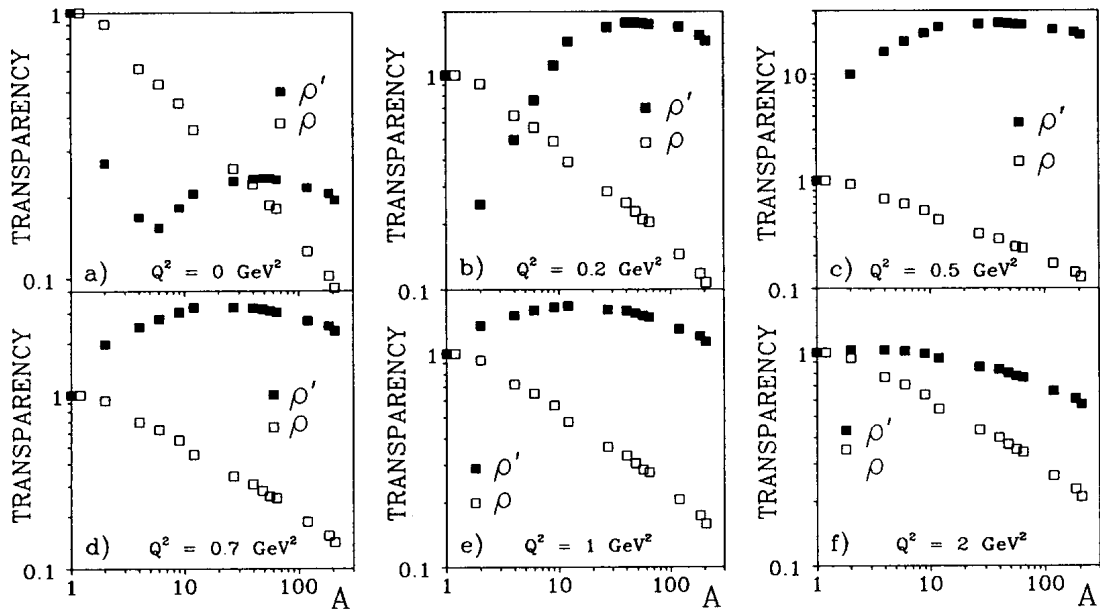 TRANSPARENCY
1
0.1
ρ'
ρ
a) Q² = 0 GeV²
TRANSPARENCY
1
0.1
ρ'
ρ
b) Q² = 0.2 GeV²
TRANSPARENCY
10
1
0.1
ρ'
ρ
c) Q² = 0.5 GeV²
TRANSPARENCY
1
0.1
ρ'
ρ
d) Q² = 0.7 GeV²
1 10 100 A
TRANSPARENCY
1
0.1
ρ'
ρ
e) Q² = 1 GeV²
1 10 100 A
TRANSPARENCY
1
0.1
ρ'
ρ
f) Q² = 2 GeV²
1 10 100 A